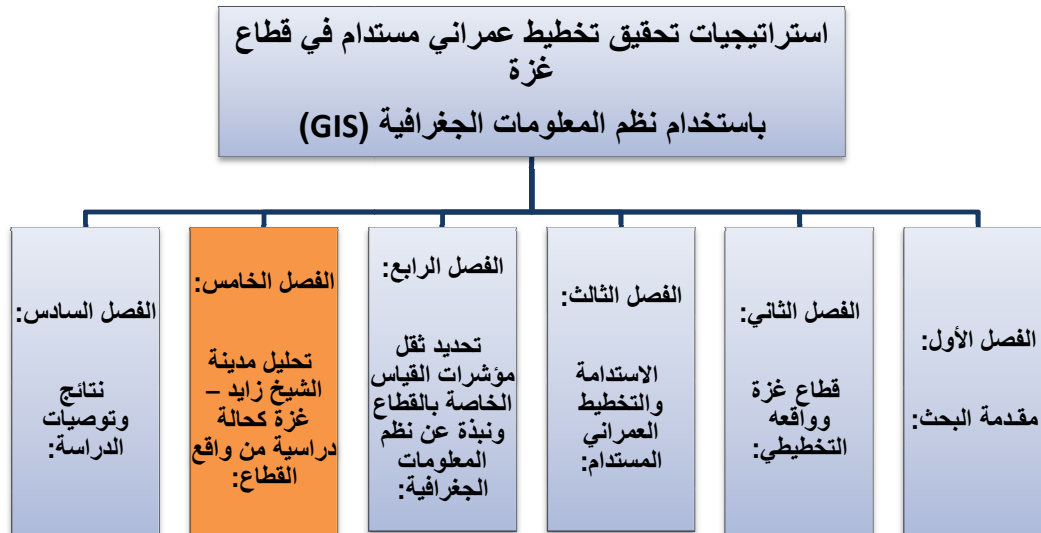 استراتيجيات تحقيق تخطيط عمراني مستدام في قطاع
غزة
باستخدام نظم المعلومات الجغرافية (GIS)
الفصل الأول:
مقدمة البحث:
الفصل الثاني:
قطاع غزة
وواقعه
التخطيطي:
الفصل الثالث:
الاستدامة
والتخطيط
العمراني
المستدام:
الفصل الرابع:
تحديد ثقل
مؤشرات القياس
الخاصة بالقطاع
ونبذة عن نظم
المعلومات
الجغرافية:
الفصل الخامس:
تحليل مدينة
الشيخ زايد –
غزة كحالة
دراسية من واقع
القطاع:
الفصل السادس:
نتائج
وتوصيات
الدراسة: